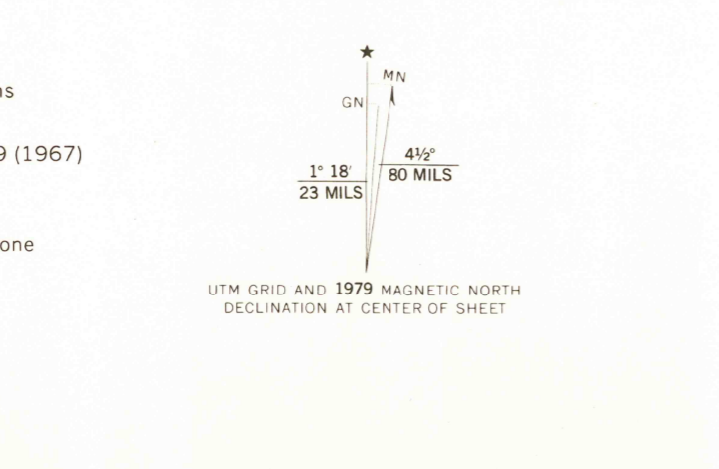 ns
9 (1967)
one
★
MN
GN
1° 18′
23 MILS
4½°
80 MILS
UTM GRID AND 1979 MAGNETIC NORTH
DECLINATION AT CENTER OF SHEET